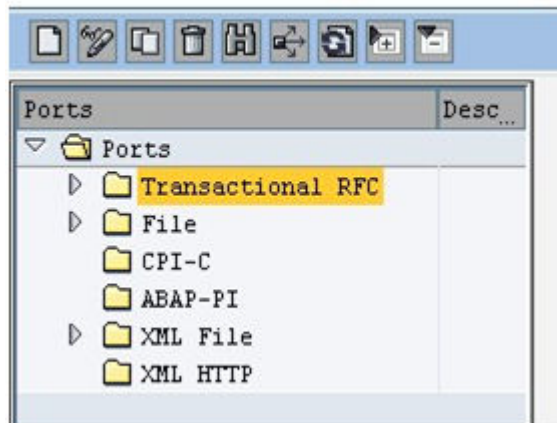 Ports Desc...
Ports
Transactional RFC
File
CPI-C
ABAP-PI
XML File
XML HTTP